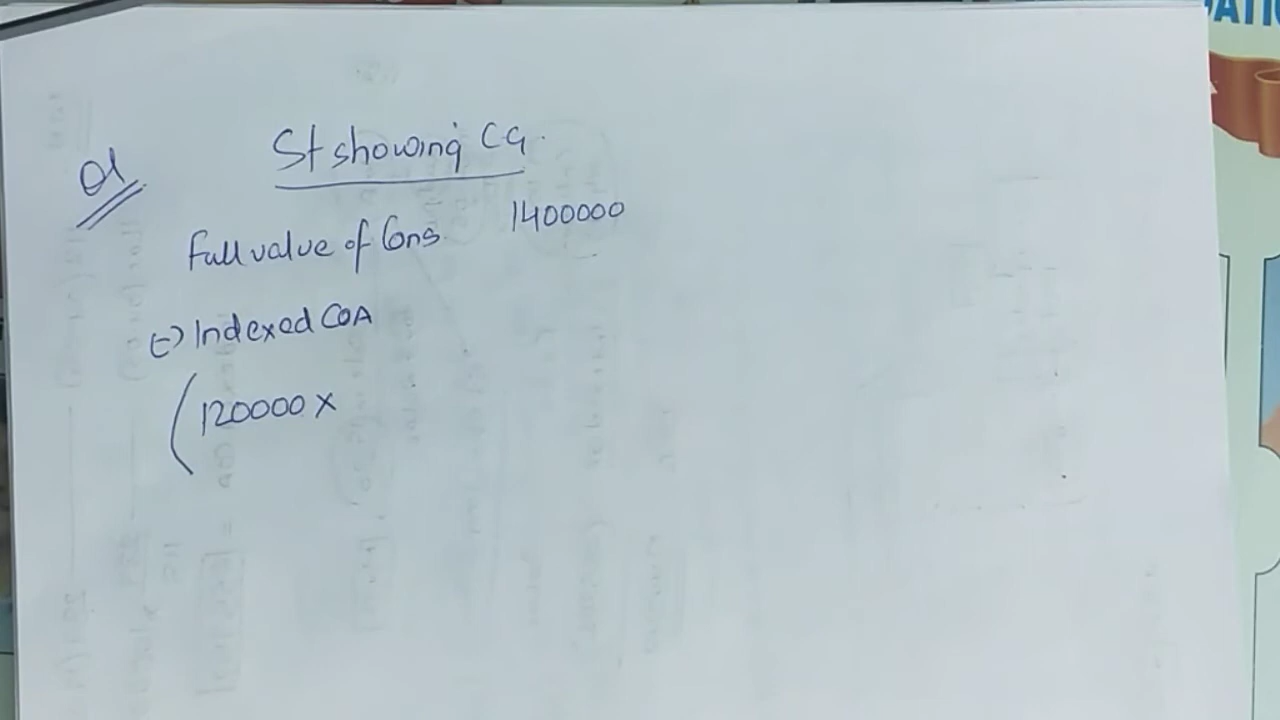 Q1
St showing CG.
Full value of Cons 1400000
(-) Indexed COA
(120000 x